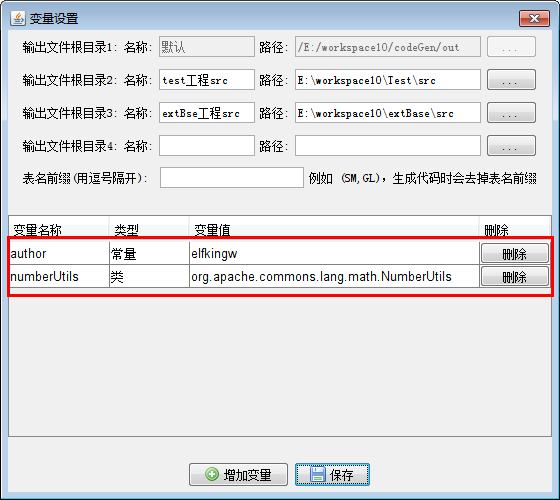 变量设置
输出文件根目录1: 名称: 默认 路径: /E:/workspace10/codeGen/out ...
输出文件根目录2: 名称: test工程src 路径: E:\workspace10\Test\src ...
输出文件根目录3: 名称: extBse工程src 路径: E:\workspace10\extBase\src ...
输出文件根目录4: 名称: 路径: ...
表名前缀(用逗号隔开): 例如 (SM,GL), 生成代码时会去掉表名前缀
变量名称 类型 变量值 删除
author 常量 elfkingw 删除
numberUtils 类 org.apache.commons.lang.math.NumberUtils 删除
增加变量 保存